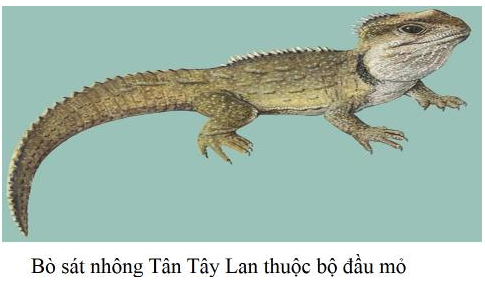 Bò sát nhông Tân Tây Lan thuộc bộ đầu mỏ